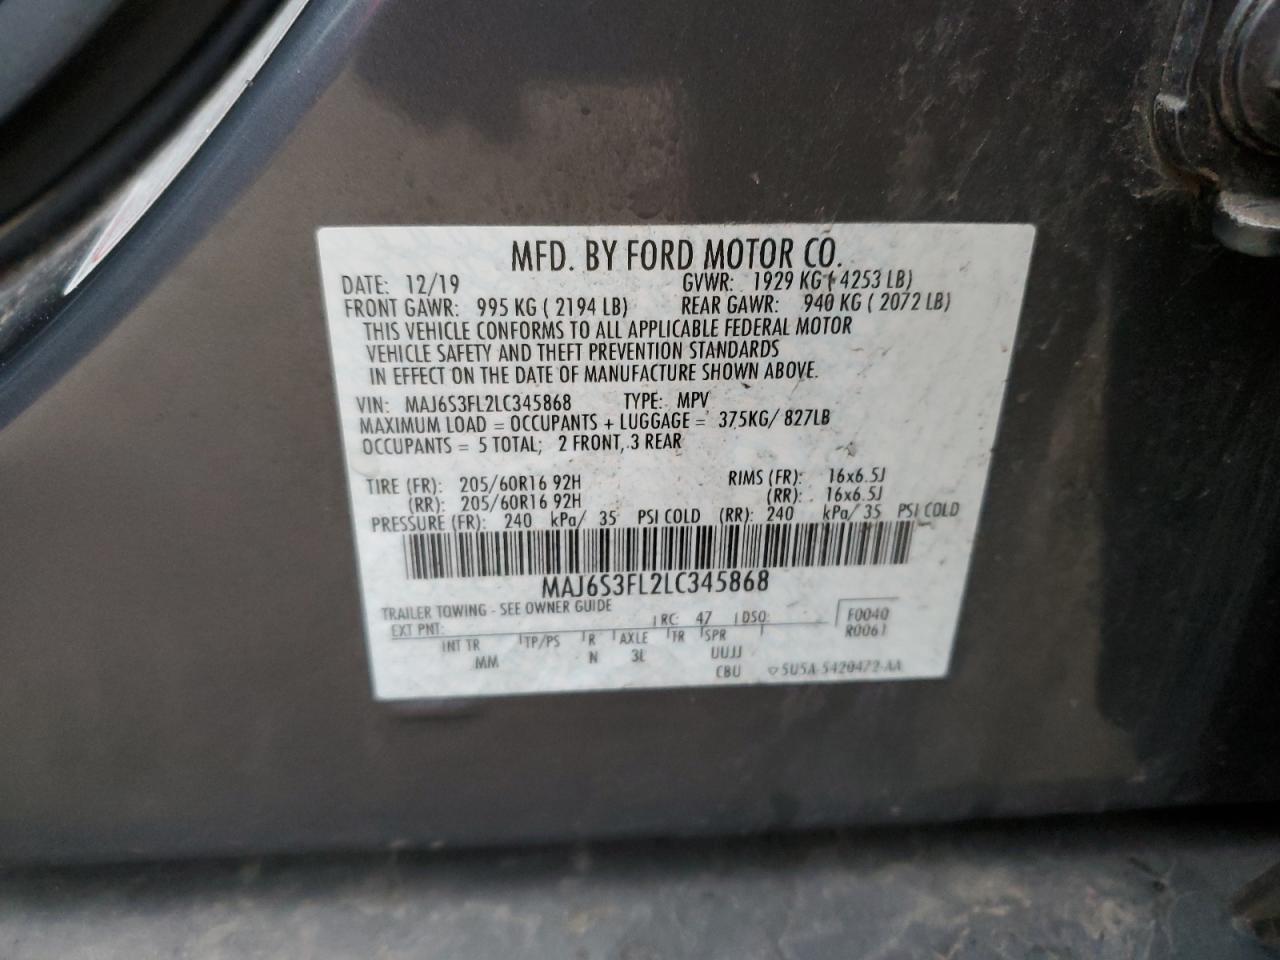 MFD. BY FORD MOTOR CO.
DATE: 12/19 GVWR: 1929 KG ( 4253 LB)
FRONT GAWR: 995 KG ( 2194 LB) REAR GAWR: 940 KG ( 2072 LB)
THIS VEHICLE CONFORMS TO ALL APPLICABLE FEDERAL MOTOR
VEHICLE SAFETY AND THEFT PREVENTION STANDARDS
IN EFFECT ON THE DATE OF MANUFACTURE SHOWN ABOVE.
VIN: MAJ6S3FL2LC345868 TYPE: MPV
MAXIMUM LOAD = OCCUPANTS + LUGGAGE = 375KG/ 827LB
OCCUPANTS = 5 TOTAL; 2 FRONT, 3 REAR
TIRE (FR): 205/60R16 92H RIMS (FR): 16x6.5J
(RR): 205/60R16 92H (RR): 16x6.5J
PRESSURE (FR): 240 kPa/ 35 PSI COLD (RR): 240 kPa/ 35 PSI COLD
MAJ6S3FL2LC345868
TRAILER TOWING - SEE OWNER GUIDE
EXT PNT: RC: 47 DSO: F0040
INT TR TP/PS R AXLE TR SPR R0061
MM N 3L UUJJ
CBU 5U5A-5420472-AA